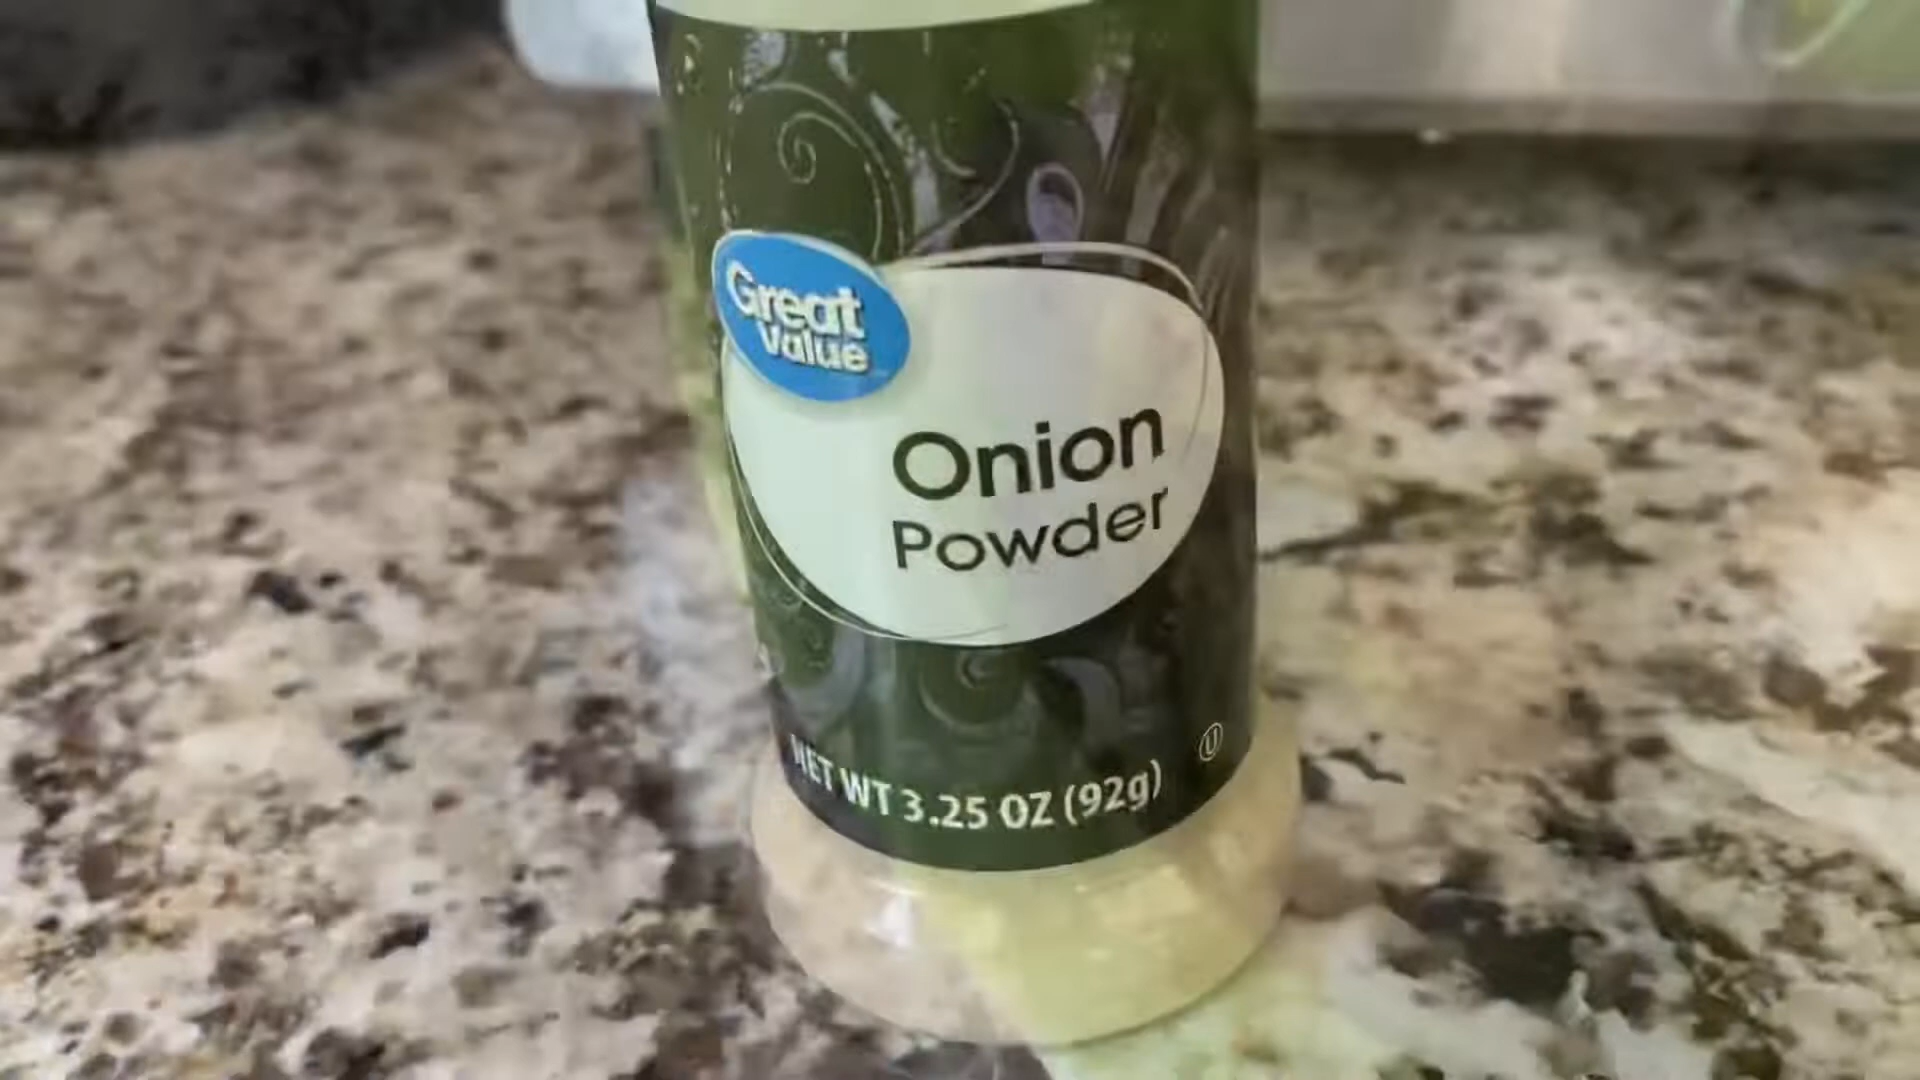 Great
Value
Onion
Powder
NET WT 3.25 OZ (92g)
U